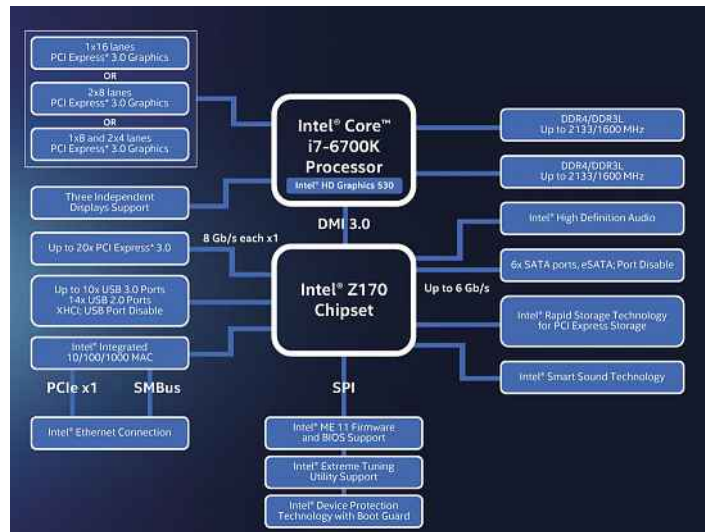 1x16 lanes
PCI Express* 3.0 Graphics
OR
2x8 lanes
PCI Express* 3.0 Graphics
OR
1x8 and 2x4 lanes
PCI Express* 3.0 Graphics
Intel® Core™
i7-6700K
Processor
Intel® HD Graphics 530
DDR4/DDR3L
Up to 2133/1600 MHz
DDR4/DDR3L
Up to 2133/1600 MHz
Three Independent
Displays Support
DMI 3.0
Intel® High Definition Audio
Up to 20x PCI Express* 3.0
8 Gb/s each x1
Intel® Z170
Chipset
6x SATA ports, eSATA; Port Disable
Up to 6 Gb/s
Up to 10x USB 3.0 Ports
14x USB 2.0 Ports
XHCI; USB Port Disable
Intel® Rapid Storage Technology
for PCI Express Storage
Intel® Integrated
10/100/1000 MAC
Intel® Smart Sound Technology
PCIe x1
SMBus
SPI
Intel® Ethernet Connection
Intel® ME 11 Firmware
and BIOS Support
Intel® Extreme Tuning
Utility Support
Intel® Device Protection
Technology with Boot Guard